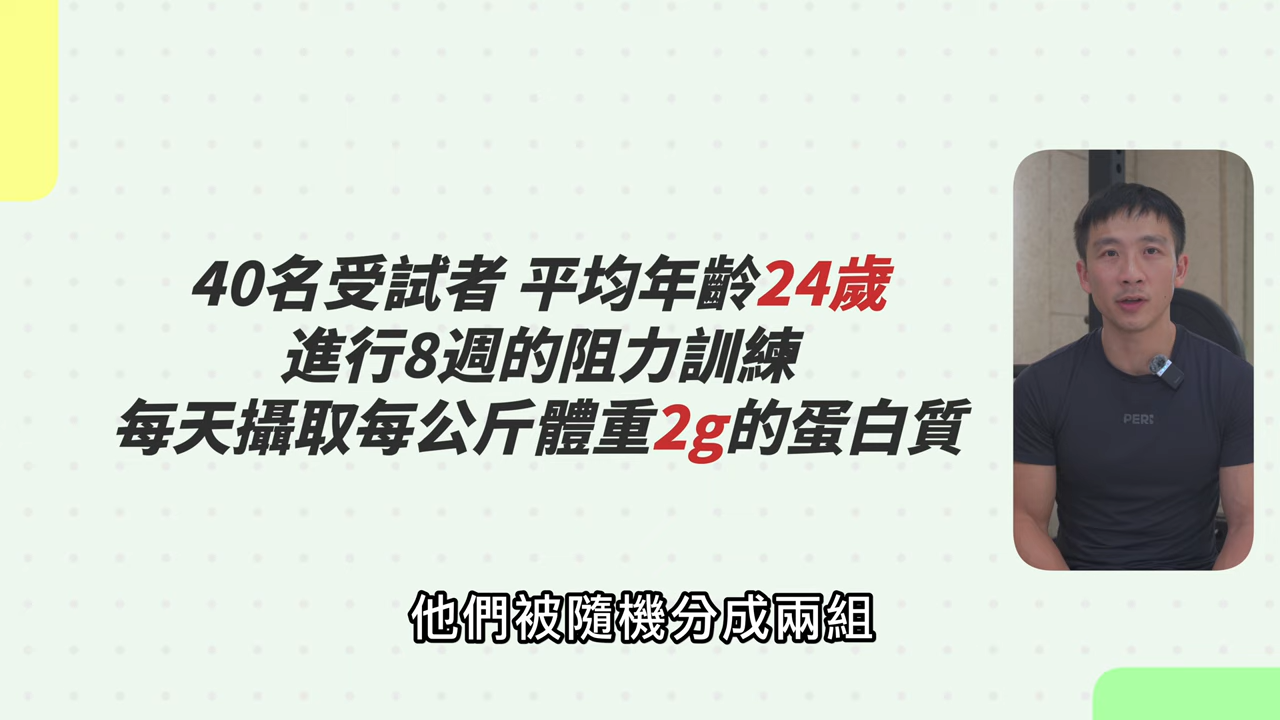 40名受試者 平均年齡24歲
進行8週的阻力訓練
每天攝取每公斤體重2g的蛋白質
他們被隨機分成兩組